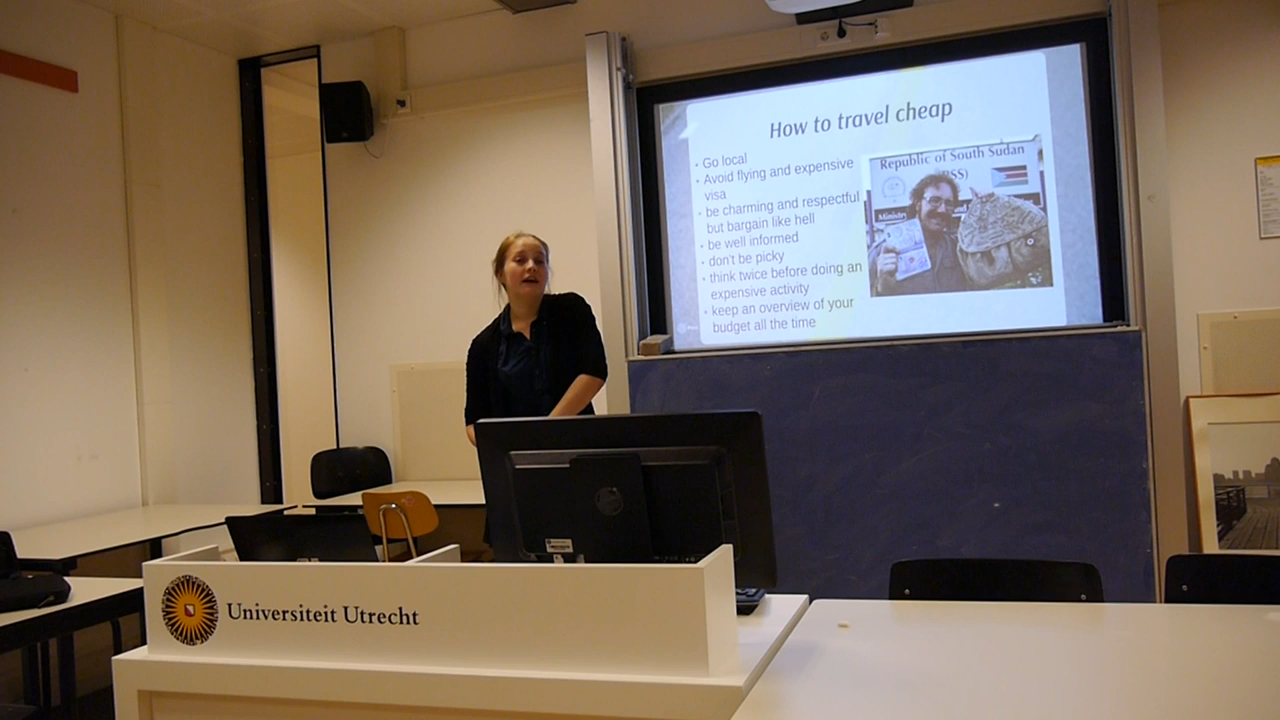 How to travel cheap
• Go local
• Avoid flying and expensive
visa
• be charming and respectful
but bargain like hell
• be well informed
• don't be picky
• think twice before doing an
expensive activity
• keep an overview of your
budget all the time
Republic of South Sudan
Universiteit Utrecht